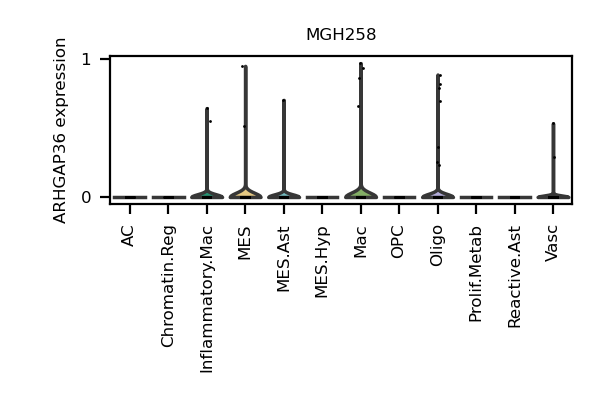 MGH258
ARHGAP36 expression
1
0
AC
Chromatin.Reg
Inflammatory.Mac
MES
MES.Ast
MES.Hyp
Mac
OPC
Oligo
Prolif.Metab
Reactive.Ast
Vasc